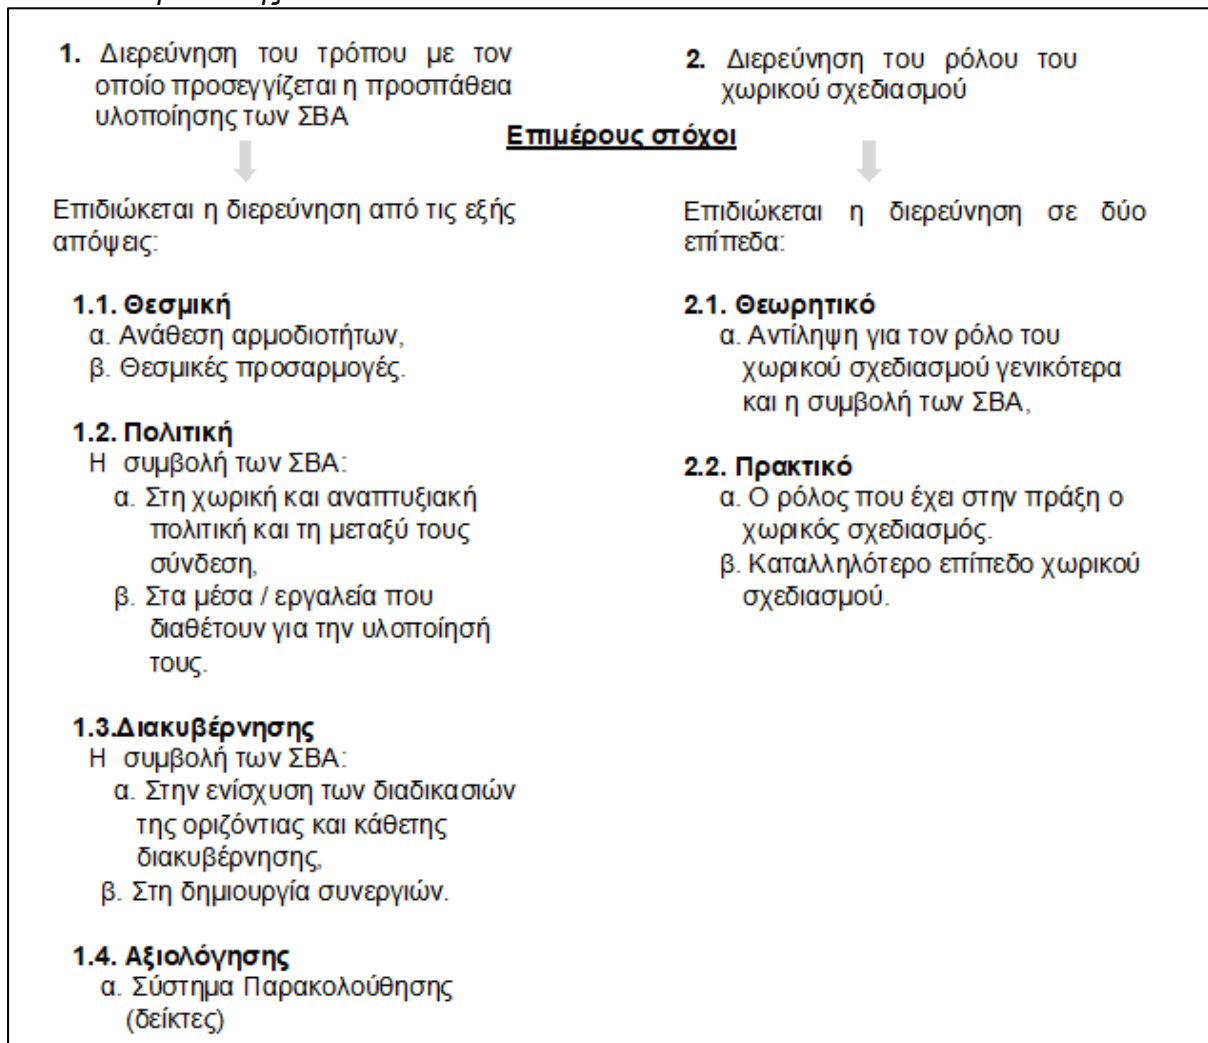 1. Διερεύνηση του τρόπου με τον
οποίο προσεγγίζεται η προσπάθεια
υλοποίησης των ΣΒΑ
2. Διερεύνηση του ρόλου του
χωρικού σχεδιασμού
Επιμέρους στόχοι
Επιδιώκεται η διερεύνηση από τις εξής
απόψεις:
1.1. Θεσμική
α. Ανάθεση αρμοδιοτήτων,
β. Θεσμικές προσαρμογές.
1.2. Πολιτική
Η συμβολή των ΣΒΑ:
α. Στη χωρική και αναπτυξιακή
πολιτική και τη μεταξύ τους
σύνδεση,
β. Στα μέσα / εργαλεία που
διαθέτουν για την υλοποίησή
τους.
1.3.Διακυβέρνησης
Η συμβολή των ΣΒΑ:
α. Στην ενίσχυση των διαδικασιών
της οριζόντιας και κάθετης
διακυβέρνησης,
β. Στη δημιουργία συνεργιών.
1.4. Αξιολόγησης
α. Σύστημα Παρακολούθησης
(δείκτες)
Επιδιώκεται η διερεύνηση σε δύο
επίπεδα:
2.1. Θεωρητικό
α. Αντίληψη για τον ρόλο του
χωρικού σχεδιασμού γενικότερα
και η συμβολή των ΣΒΑ,
2.2. Πρακτικό
α. Ο ρόλος που έχει στην πράξη ο
χωρικός σχεδιασμός.
β. Καταλληλότερο επίπεδο χωρικού
σχεδιασμού.